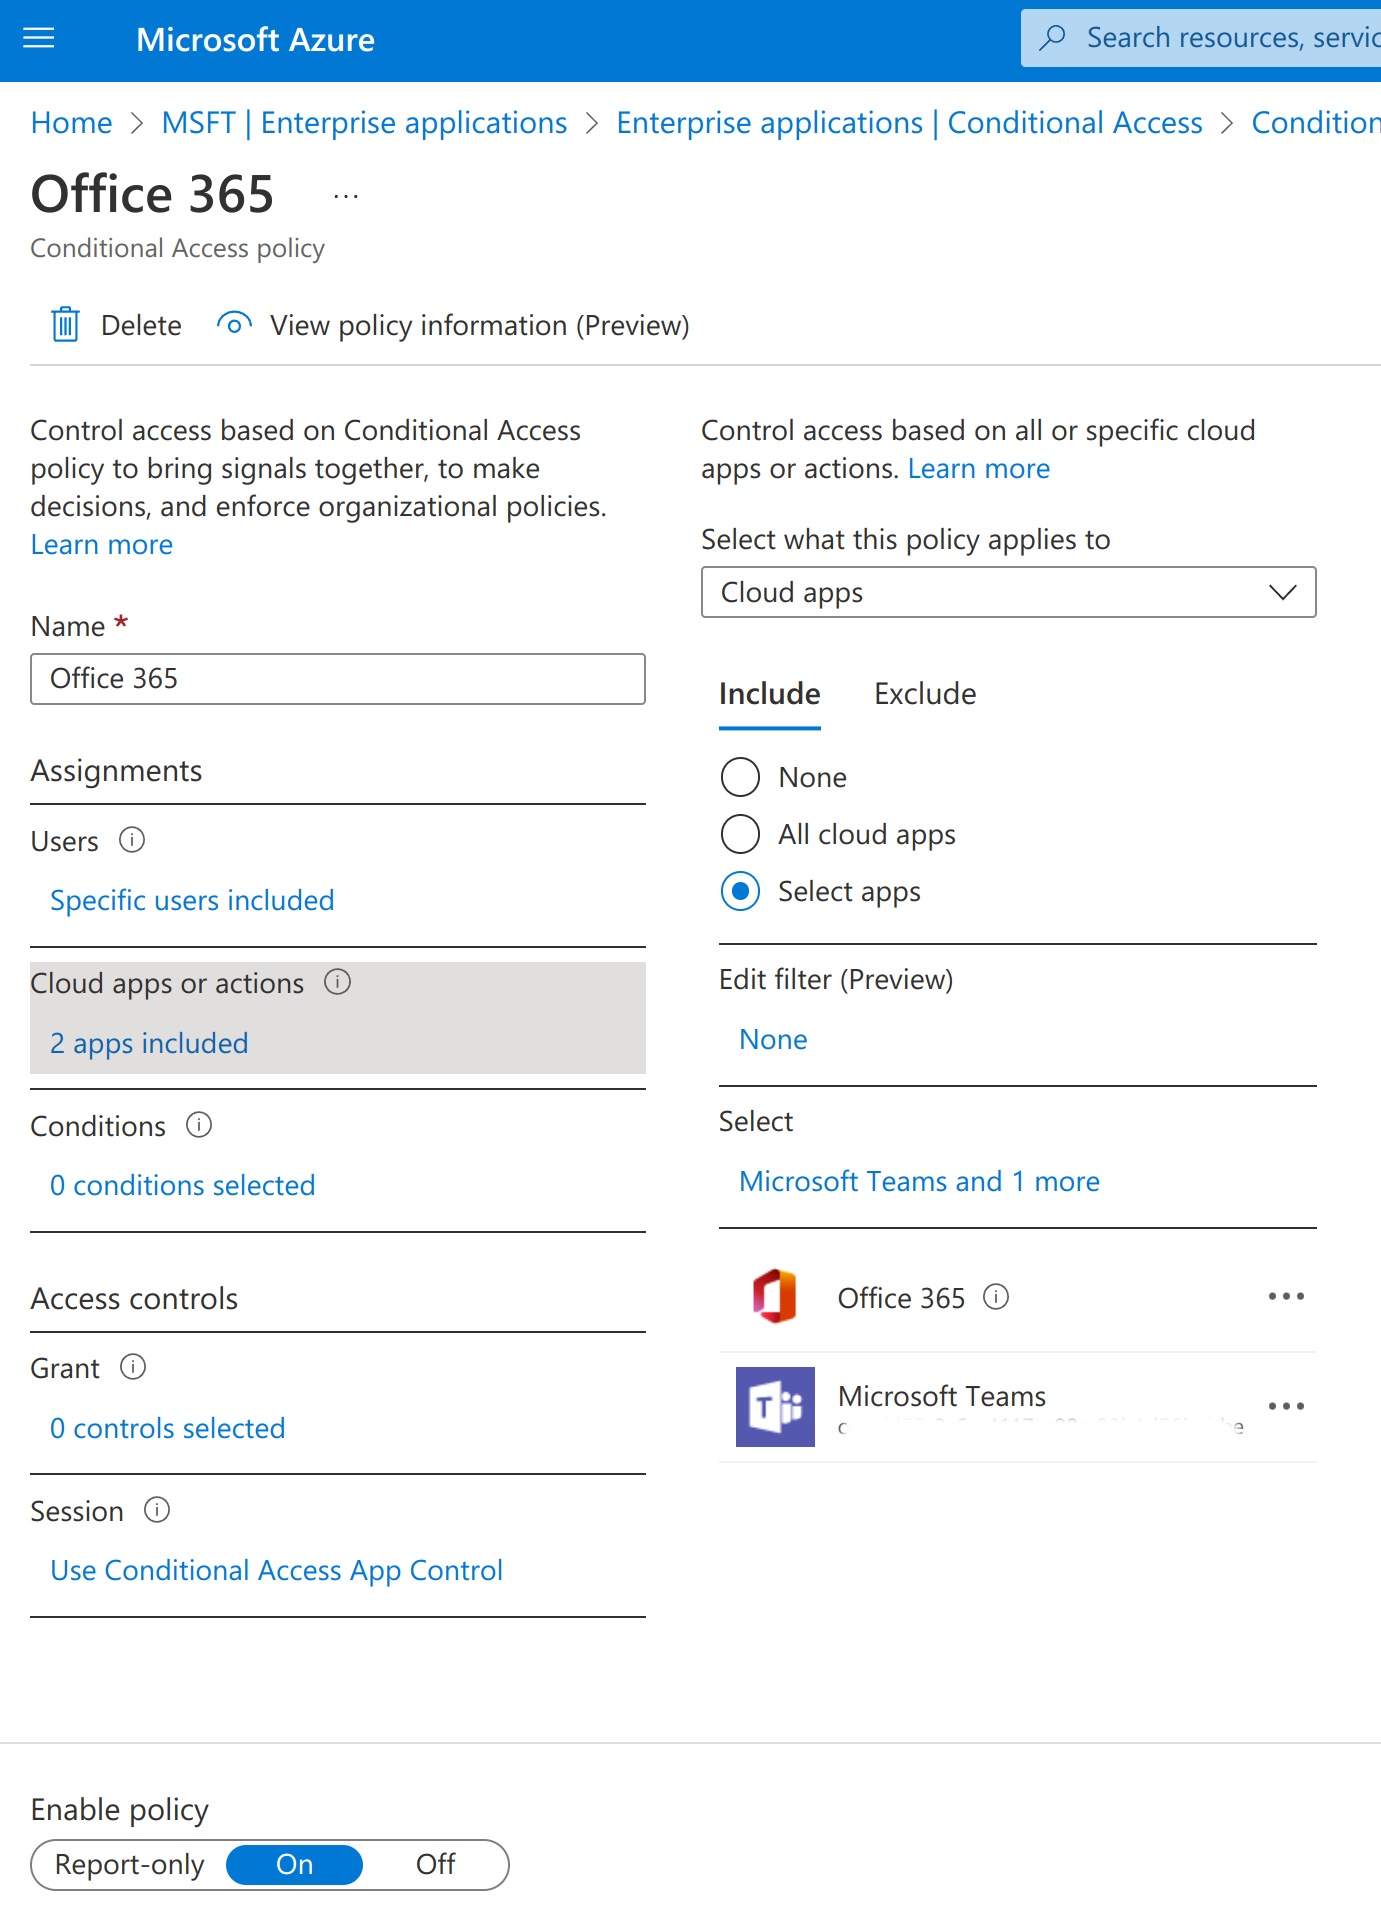 Microsoft Azure
Search resources, servic
Home > MSFT | Enterprise applications > Enterprise applications | Conditional Access > Condition
Office 365 ...
Conditional Access policy
Delete View policy information (Preview)
Control access based on Conditional Access
policy to bring signals together, to make
decisions, and enforce organizational policies.
Learn more
Name *
Office 365
Assignments
Users
Specific users included
Cloud apps or actions
2 apps included
Conditions
0 conditions selected
Access controls
Grant
0 controls selected
Session
Use Conditional Access App Control
Control access based on all or specific cloud
apps or actions. Learn more
Select what this policy applies to
Cloud apps
Include Exclude
None
All cloud apps
Select apps
Edit filter (Preview)
None
Select
Microsoft Teams and 1 more
Office 365
Microsoft Teams
Enable policy
Report-only On Off